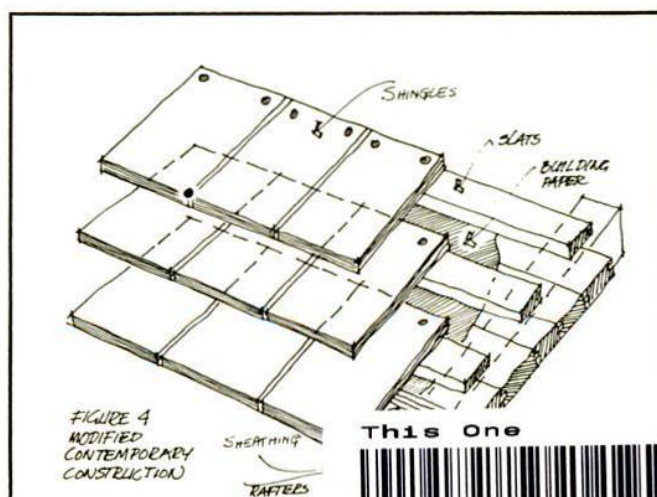 SHINGLES
SLATS
BUILDING
PAPER
FIGURE 4
MODIFIED
CONTEMPORARY
CONSTRUCTION
SHEATHING
RAFTERS
This One